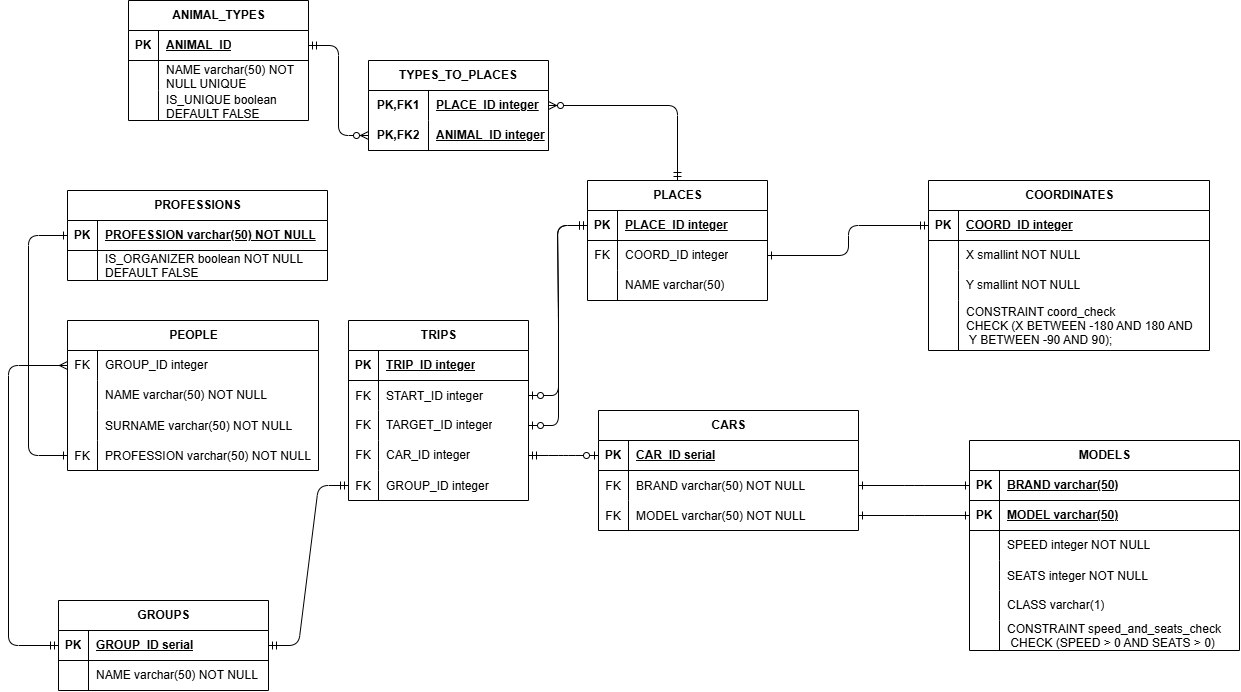 ANIMAL_TYPES
PK ANIMAL_ID
NAME varchar(50) NOT
NULL UNIQUE
IS_UNIQUE boolean
DEFAULT FALSE
TYPES_TO_PLACES
PK,FK1 PLACE_ID integer
PK,FK2 ANIMAL_ID integer
PROFESSIONS
PK PROFESSION varchar(50) NOT NULL
IS_ORGANIZER boolean NOT NULL
DEFAULT FALSE
PLACES
PK PLACE_ID integer
FK COORD_ID integer
NAME varchar(50)
COORDINATES
PK COORD_ID integer
X smallint NOT NULL
Y smallint NOT NULL
CONSTRAINT coord_check
CHECK (X BETWEEN -180 AND 180 AND
Y BETWEEN -90 AND 90);
PEOPLE
FK GROUP_ID integer
NAME varchar(50) NOT NULL
SURNAME varchar(50) NOT NULL
FK PROFESSION varchar(50) NOT NULL
TRIPS
PK TRIP_ID integer
FK START_ID integer
FK TARGET_ID integer
FK CAR_ID integer
FK GROUP_ID integer
CARS
PK CAR_ID serial
FK BRAND varchar(50) NOT NULL
FK MODEL varchar(50) NOT NULL
MODELS
PK BRAND varchar(50)
PK MODEL varchar(50)
SPEED integer NOT NULL
SEATS integer NOT NULL
CLASS varchar(1)
CONSTRAINT speed_and_seats_check
CHECK (SPEED > 0 AND SEATS > 0)
GROUPS
PK GROUP_ID serial
NAME varchar(50) NOT NULL